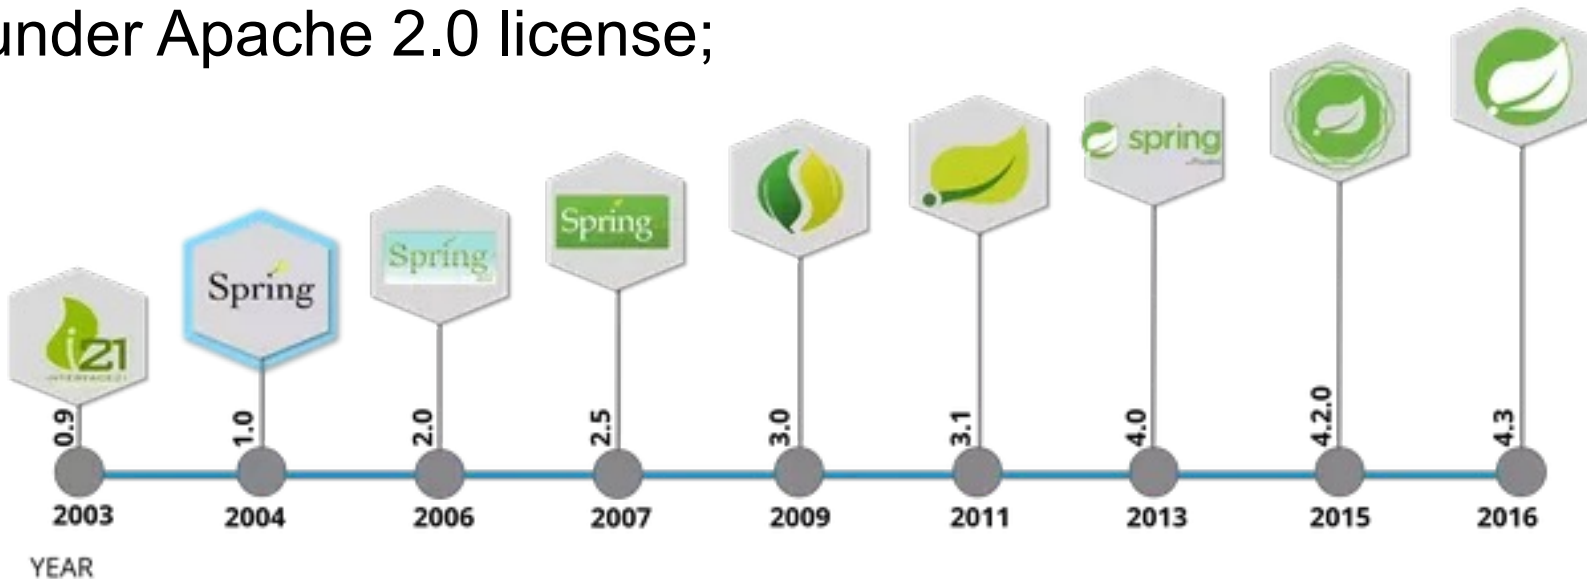 under Apache 2.0 license;
i21
INTERFACE21
Spring
Spring
Spring
spring
0.9
1.0
2.0
2.5
3.0
3.1
4.0
4.2.0
4.3
2003
2004
2006
2007
2009
2011
2013
2015
2016
YEAR